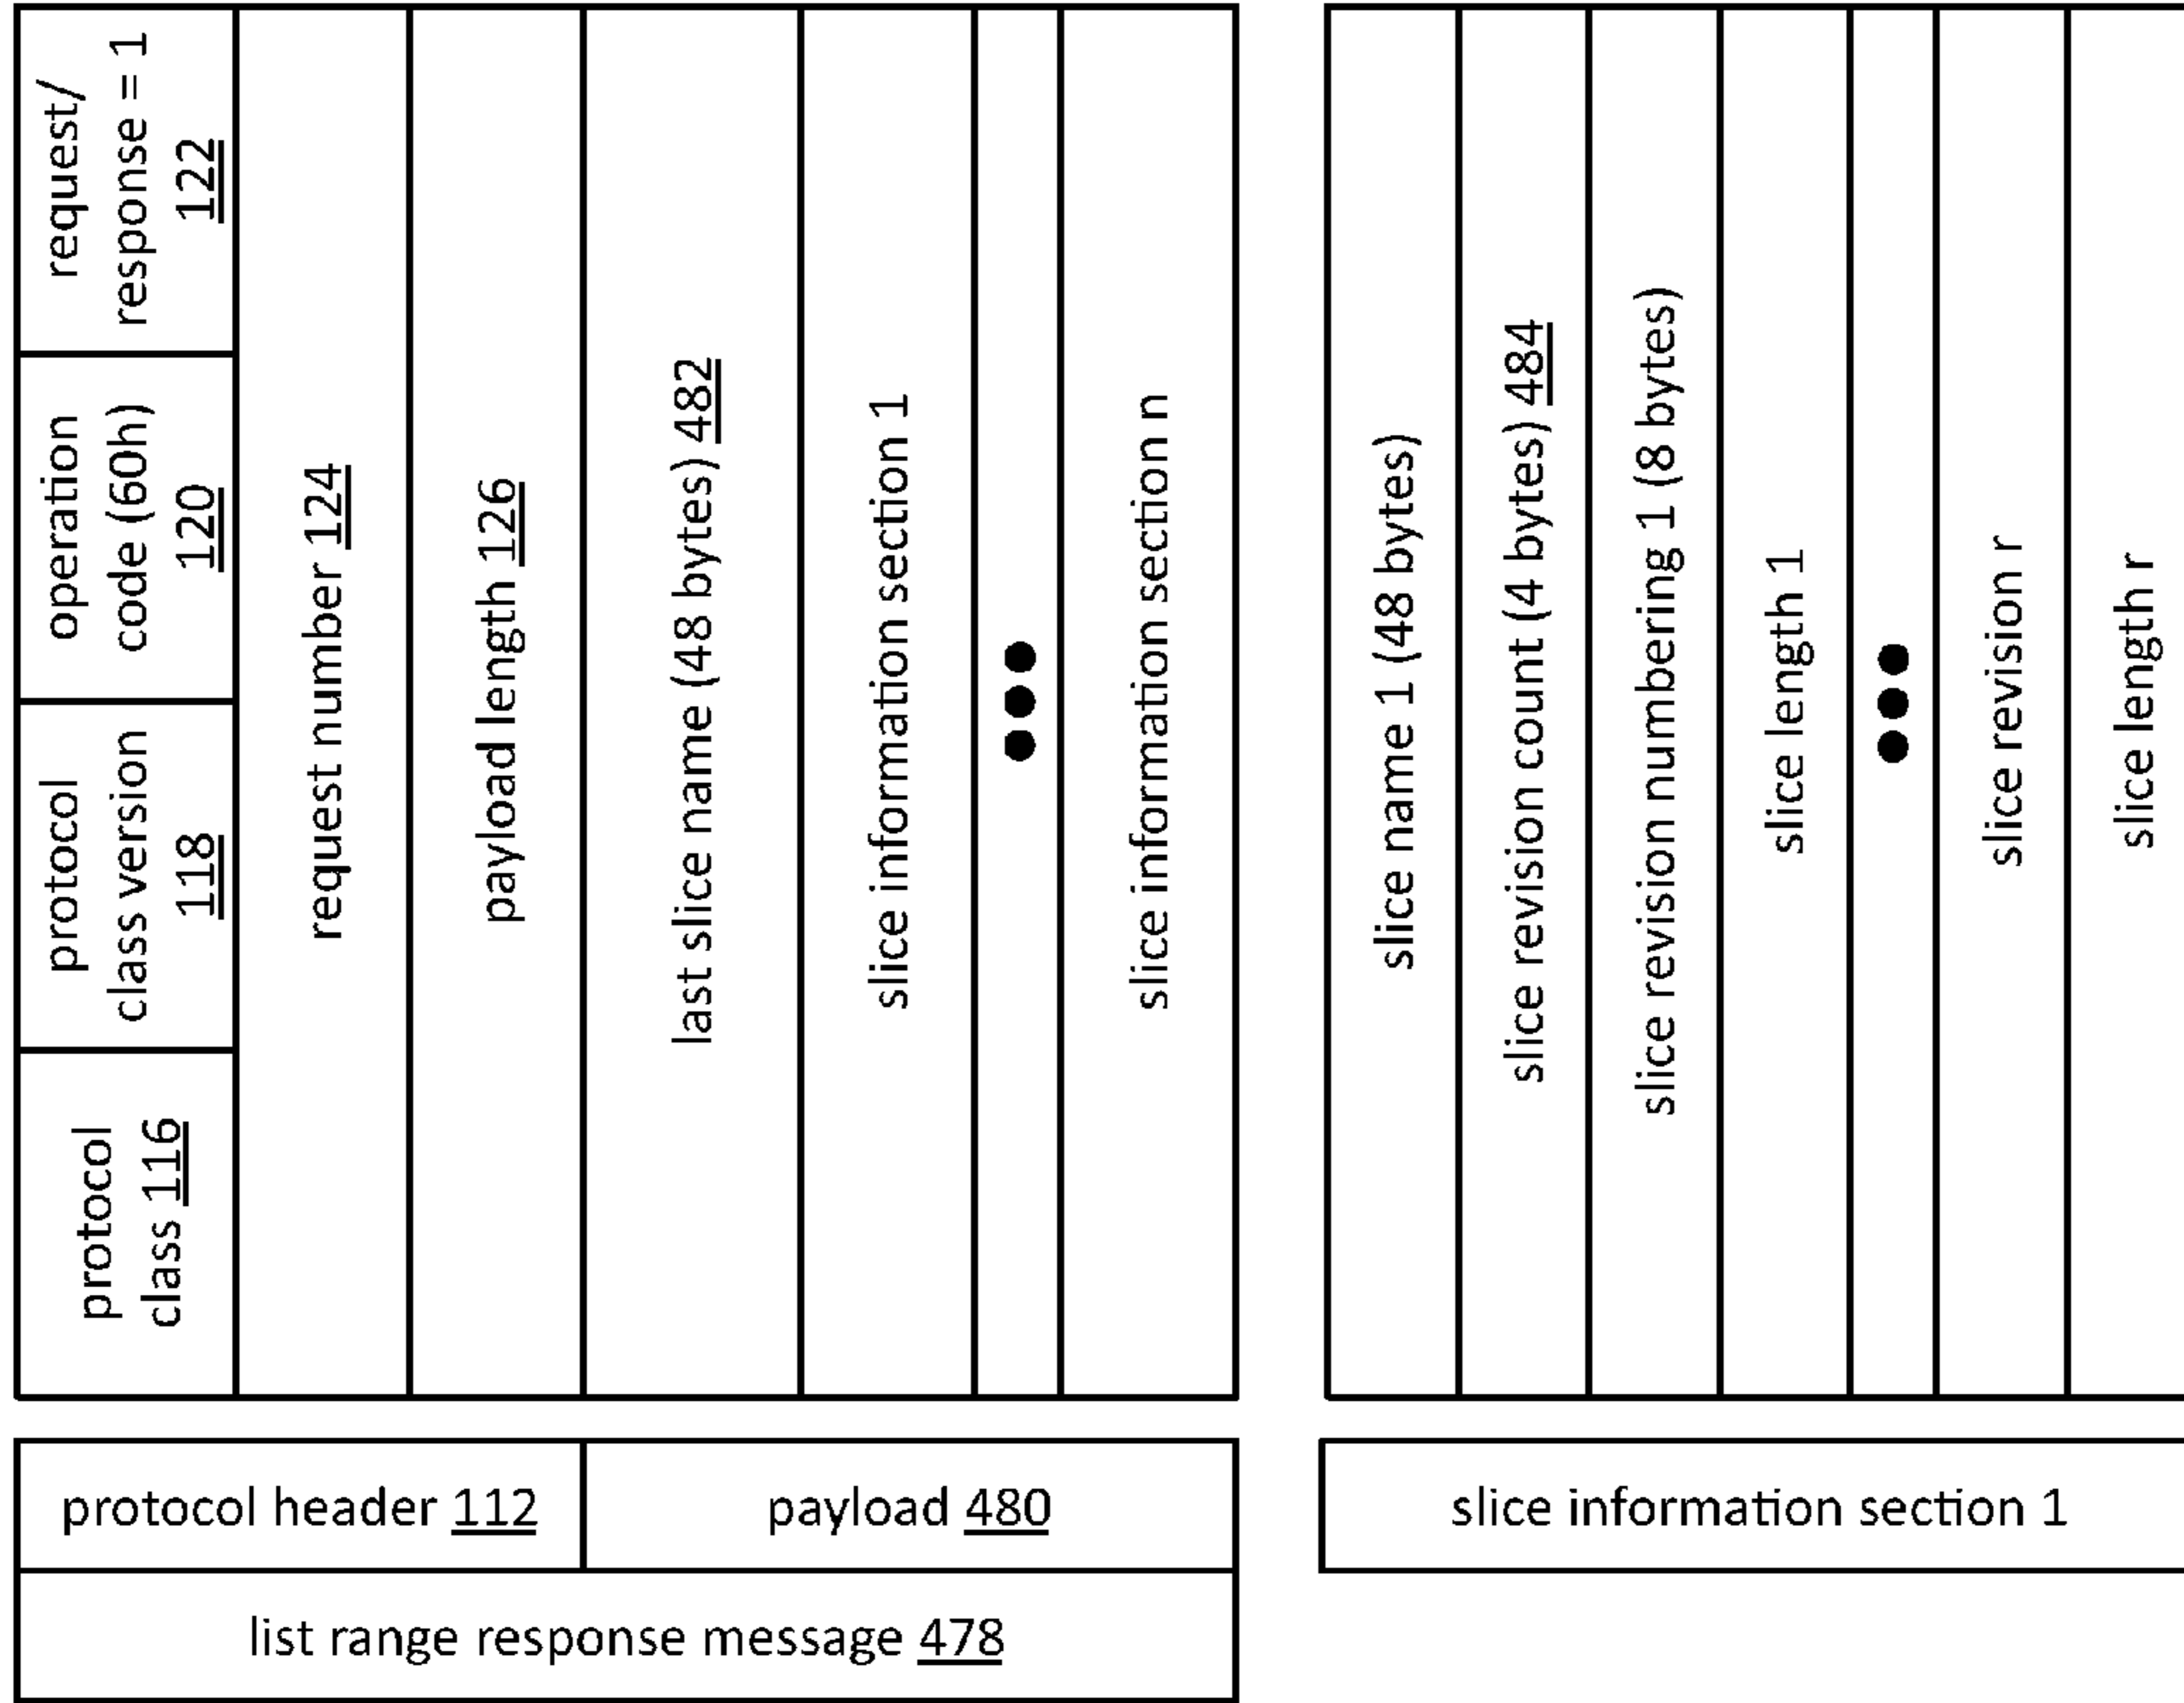 protocol
class 116
protocol
class version
118
operation
code (60h)
120
request/
response = 1
122
request number 124
payload length 126
last slice name (48 bytes) 482
slice information section 1
slice information section n
protocol header 112
payload 480
list range response message 478
slice name 1 (48 bytes)
slice revision count (4 bytes) 484
slice revision numbering 1 (8 bytes)
slice length 1
slice revision r
slice length r
slice information section 1